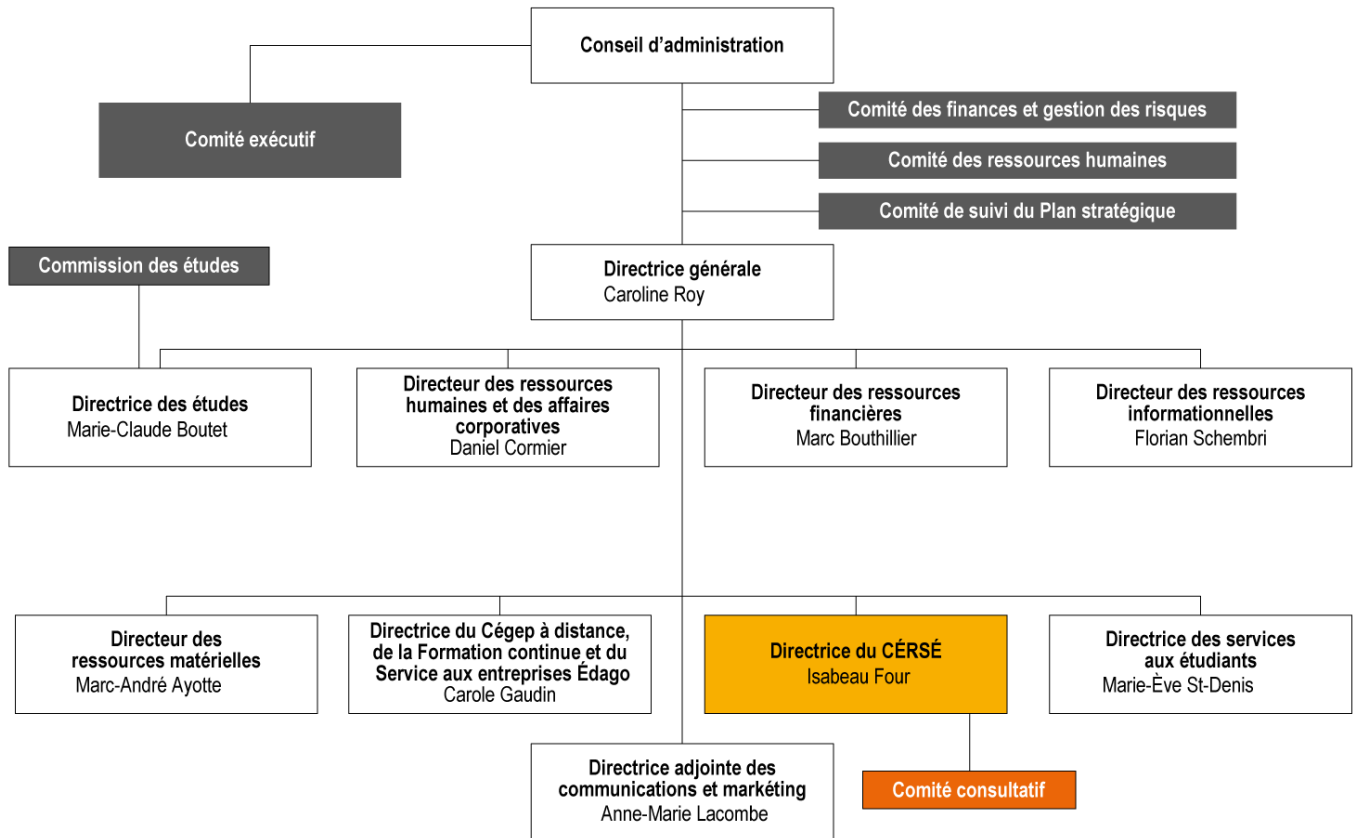 Conseil d'administration
Comité exécutif
Comité des finances et gestion des risques
Comité des ressources humaines
Comité de suivi du Plan stratégique
Commission des études
Directrice générale
Caroline Roy
Directrice des études
Marie-Claude Boutet
Directeur des ressources
humaines et des affaires
corporatives
Daniel Cormier
Directeur des ressources
financières
Marc Bouthillier
Directeur des ressources
informationnelles
Florian Schembri
Directeur des
ressources matérielles
Marc-André Ayotte
Directrice du Cégep à distance,
de la Formation continue et du
Service aux entreprises Édago
Carole Gaudin
Directrice du CÉRSÉ
Isabeau Four
Directrice des services
aux étudiants
Marie-Ève St-Denis
Directrice adjointe des
communications et markéting
Anne-Marie Lacombe
Comité consultatif